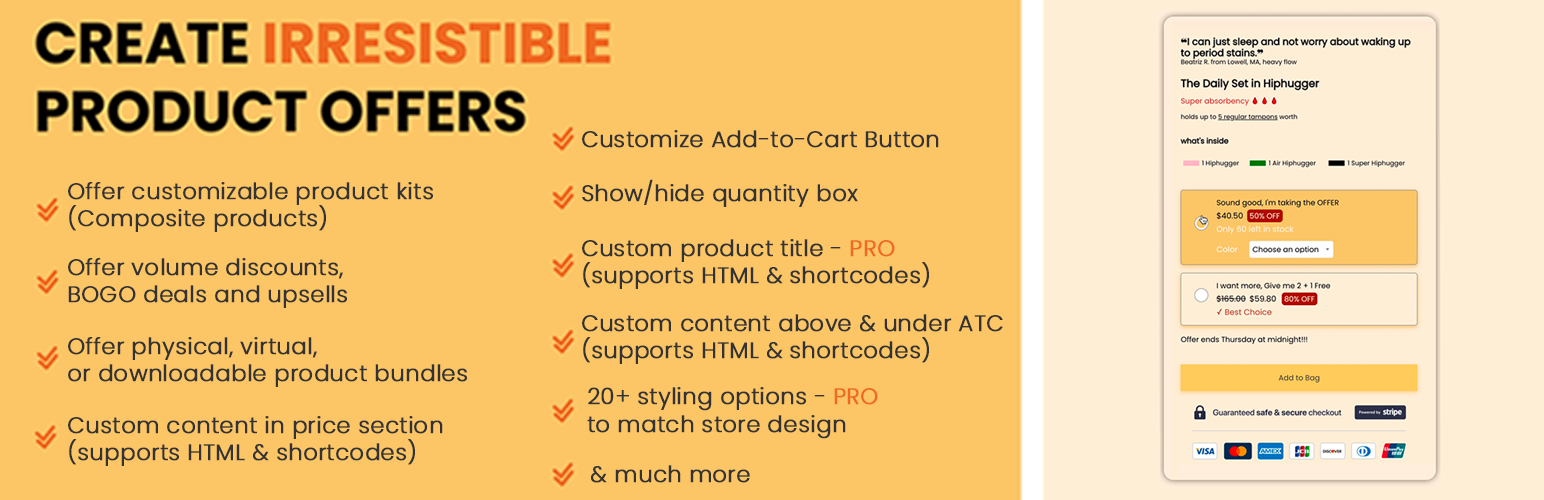 CREATE IRRESISTIBLE
PRODUCT OFFERS
Offer customizable product kits
(Composite products)
Offer volume discounts,
BOGO deals and upsells
Offer physical, virtual,
or downloadable product bundles
Custom content in price section
(supports HTML & shortcodes)
Customize Add-to-Cart Button
Show/hide quantity box
Custom product title - PRO
(supports HTML & shortcodes)
Custom content above & under ATC
(supports HTML & shortcodes)
20+ styling options - PRO
to match store design
& much more
❝I can just sleep and not worry about waking up
to period stains.❞
Beatriz R. from Lowell, MA, heavy flow
The Daily Set in Hiphugger
Super absorbency
holds up to 5 regular tampons worth
what's inside
1 Hiphugger 1 Air Hiphugger 1 Super Hiphugger
Sound good, I'm taking the OFFER
$40.50 50% OFF
Only 60 left in stock
Color Choose an option
I want more, Give me 2 + 1 Free
$165.00 $59.80 80% OFF
✓ Best Choice
Offer ends Thursday at midnight!!!
Add to Bag
Guaranteed safe & secure checkout Powered by stripe
VISA MasterCard AMEX JCB DISCOVER UnionPay 银联